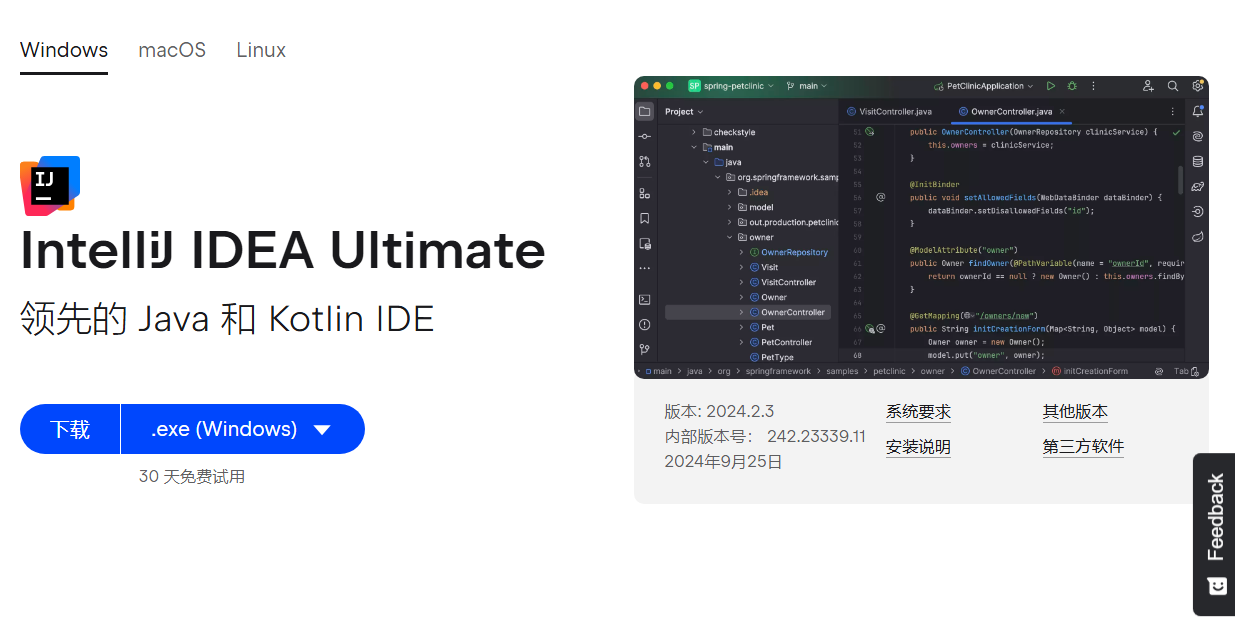 Windows macOS Linux
IJ
IntelliJ IDEA Ultimate
领先的 Java 和 Kotlin IDE
下载 .exe (Windows)
30 天免费试用
SP spring-petclinic main PetClinicApplication
Project
checkstyle
main
java
org.springframework.samp
.idea
model
out.production.petclinic
owner
OwnerRepository
Visit
VisitController
Owner
OwnerController
Pet
PetController
PetType
VisitController.java OwnerController.java
51 public OwnerController(OwnerRepository clinicService) {
52 this.owners = clinicService;
53 }
54
55 @InitBinder
56 public void setAllowedFields(WebDataBinder dataBinder) {
57 dataBinder.setDisallowedFields("id");
58 }
59
60 @ModelAttribute("owner")
61 public Owner findOwner(@PathVariable(name = "ownerId", requir
62 return ownerId == null ? new Owner() : this.owners.findBy
63 }
64
65 @GetMapping("/owners/new")
66 public String initCreationForm(Map<String, Object> model) {
67 Owner owner = new Owner();
68 model.put("owner", owner);
main > java > org > springframework > samples > petclinic > owner > OwnerController > initCreationForm Tab
版本: 2024.2.3
内部版本号： 242.23339.11
2024年9月25日
系统要求
安装说明
其他版本
第三方软件
Feedback